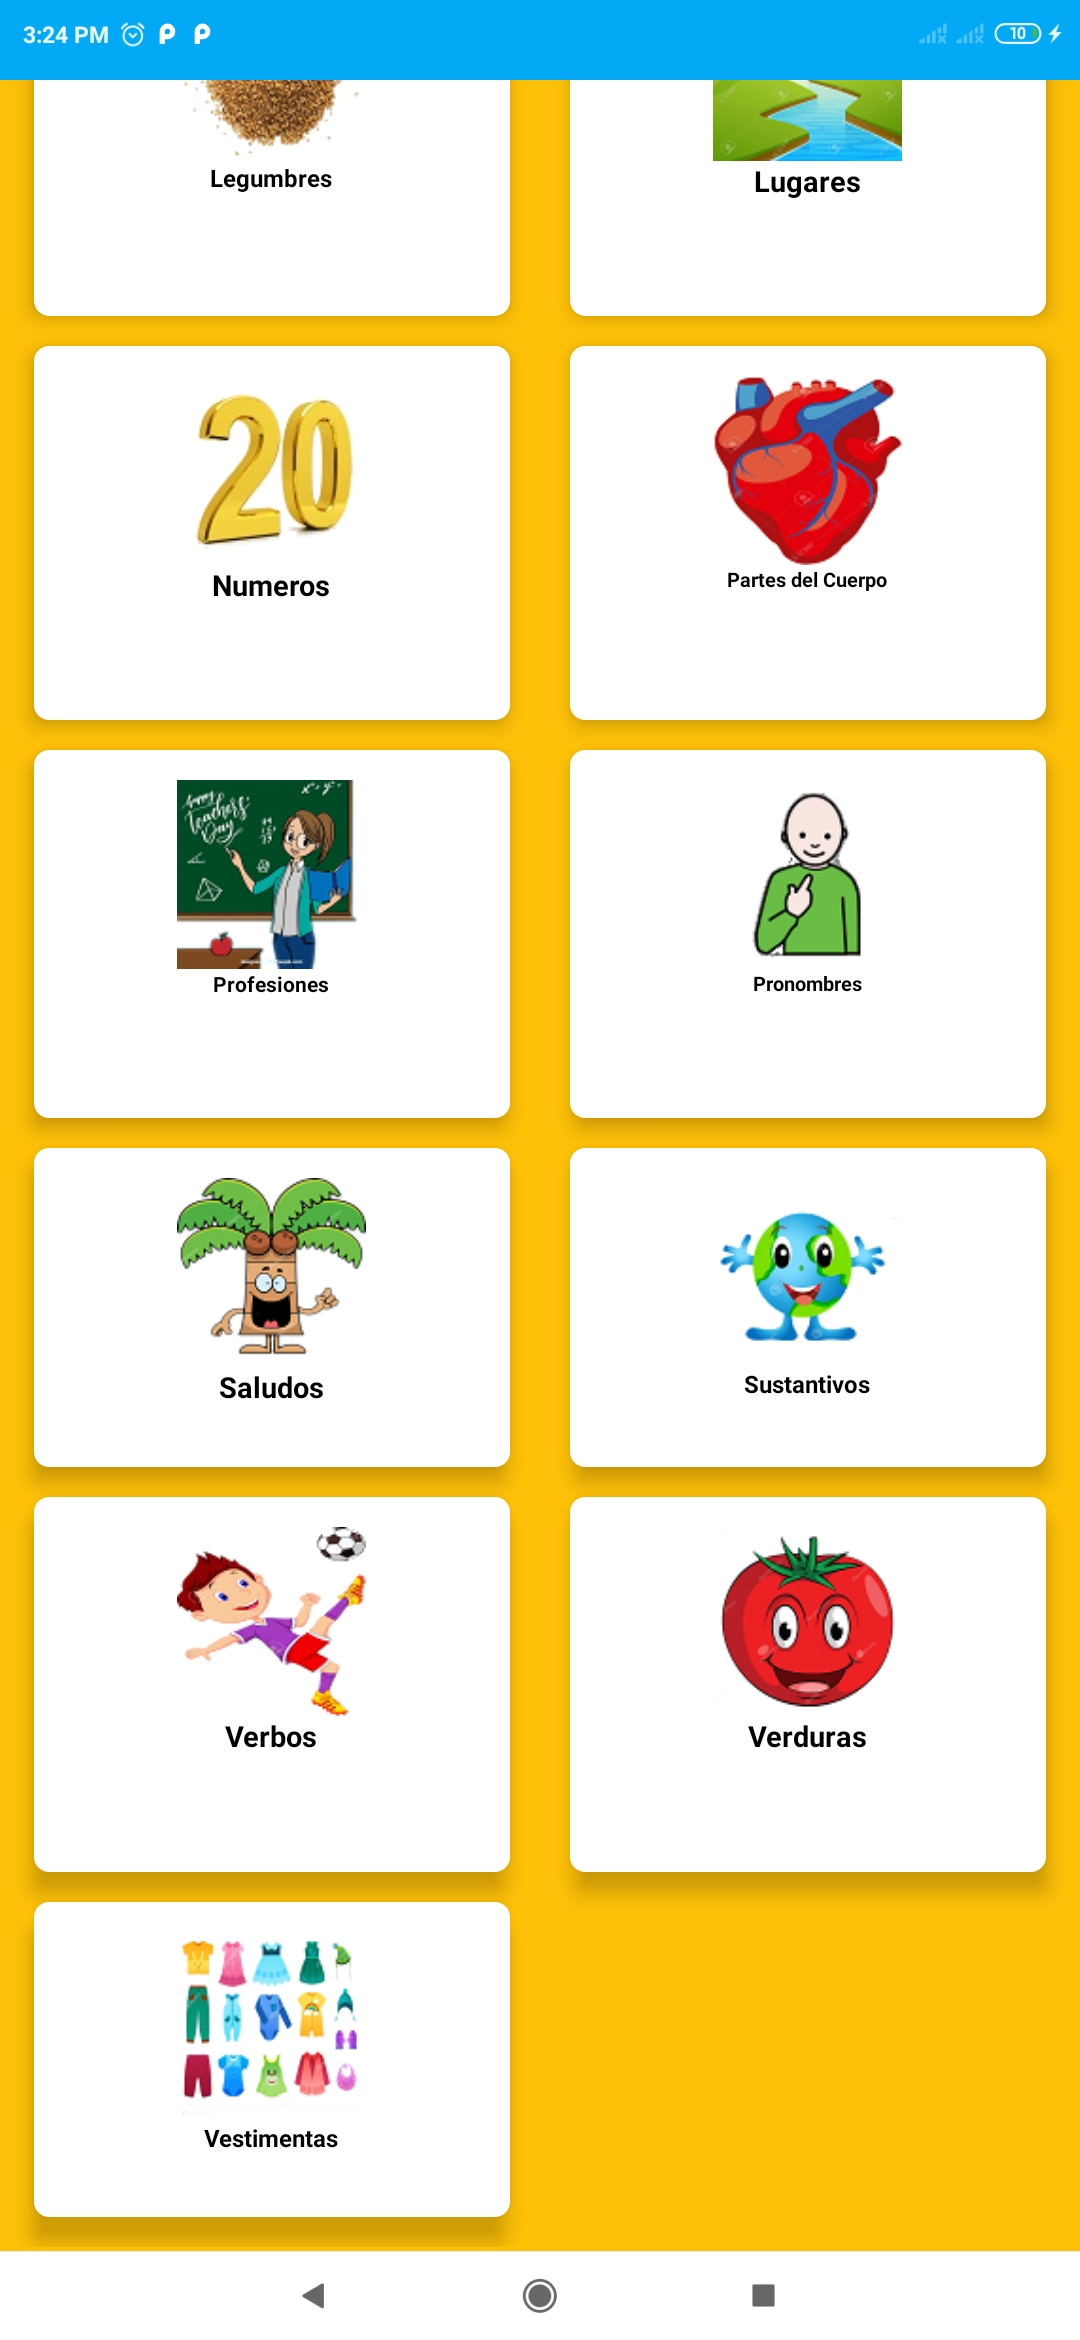 3:24 PM
10
Legumbres
Lugares
20
Numeros
Partes del Cuerpo
happy
Teachers'
Day
Profesiones
Pronombres
Saludos
Sustantivos
Verbos
Verduras
Vestimentas